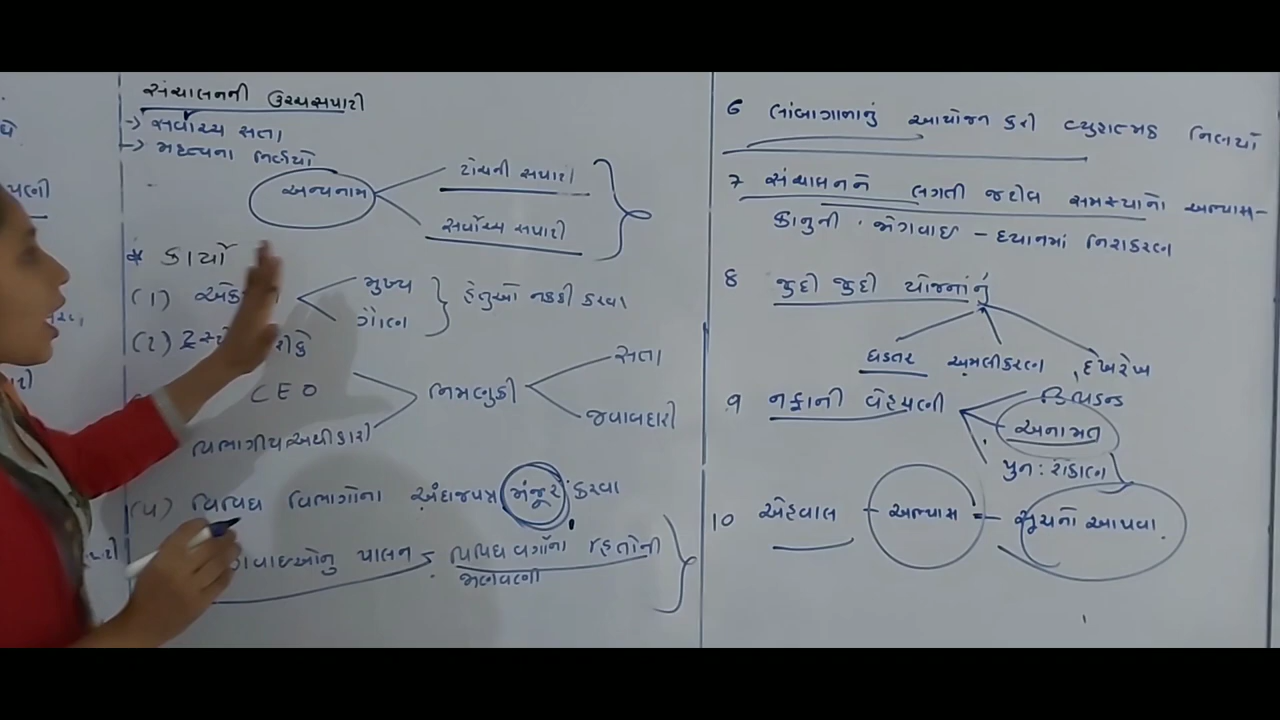 સંચાલનની ઉચ્ચસપાટી
-> સર્વોચ્ચ સતા
-> મહત્વના નિર્ણયો
અન્યનામ
ટોચની સપાટી
સર્વોચ્ચ સપાટી
* કાર્યો
(1)
મુખ્ય
ગૌણ
હેતુઓ નક્કી કરવા
(2)
CEO
વિભાગીય અધીકારી
નિમણુકી
સતા
જવાબદારી
(5) વિવિધ વિભાગોના અંદાજપત્ર મંજૂર કરવા
પાલન વિવિધ વર્ગોના હિતોની
જાળવણી
6 લાંબાગાળાનું આયોજન કરી વ્યુહાત્મક નિર્ણયો
7 સંચાલનને લગતી જટીલ સમસ્યાનો અભ્યાસ-
કાનુની જોગવાઇ - ધ્યાનમાં નિરાકરણ
8 જુદી જુદી યોજનાંનું
ઘડતર અમલીકરણ , દેખરેખ
9 નફાની વહેંચણી
ડિવિડન્ડ
અનામત
પુન: રોકાણ
10 અહેવાલ - અભ્યાસ - સૂચનો આપવા.